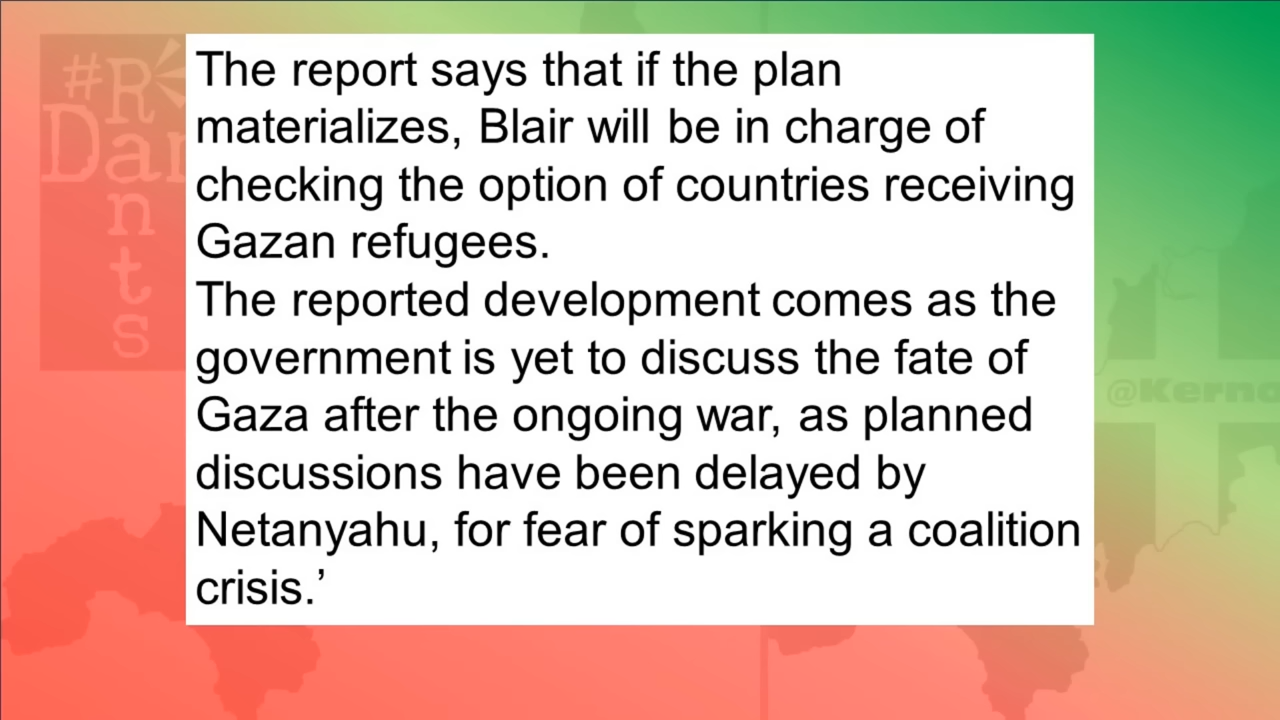 The report says that if the plan
materializes, Blair will be in charge of
checking the option of countries receiving
Gazan refugees.
The reported development comes as the
government is yet to discuss the fate of
Gaza after the ongoing war, as planned
discussions have been delayed by
Netanyahu, for fear of sparking a coalition
crisis.’
#R
Dan
n
t
s
@Kerno